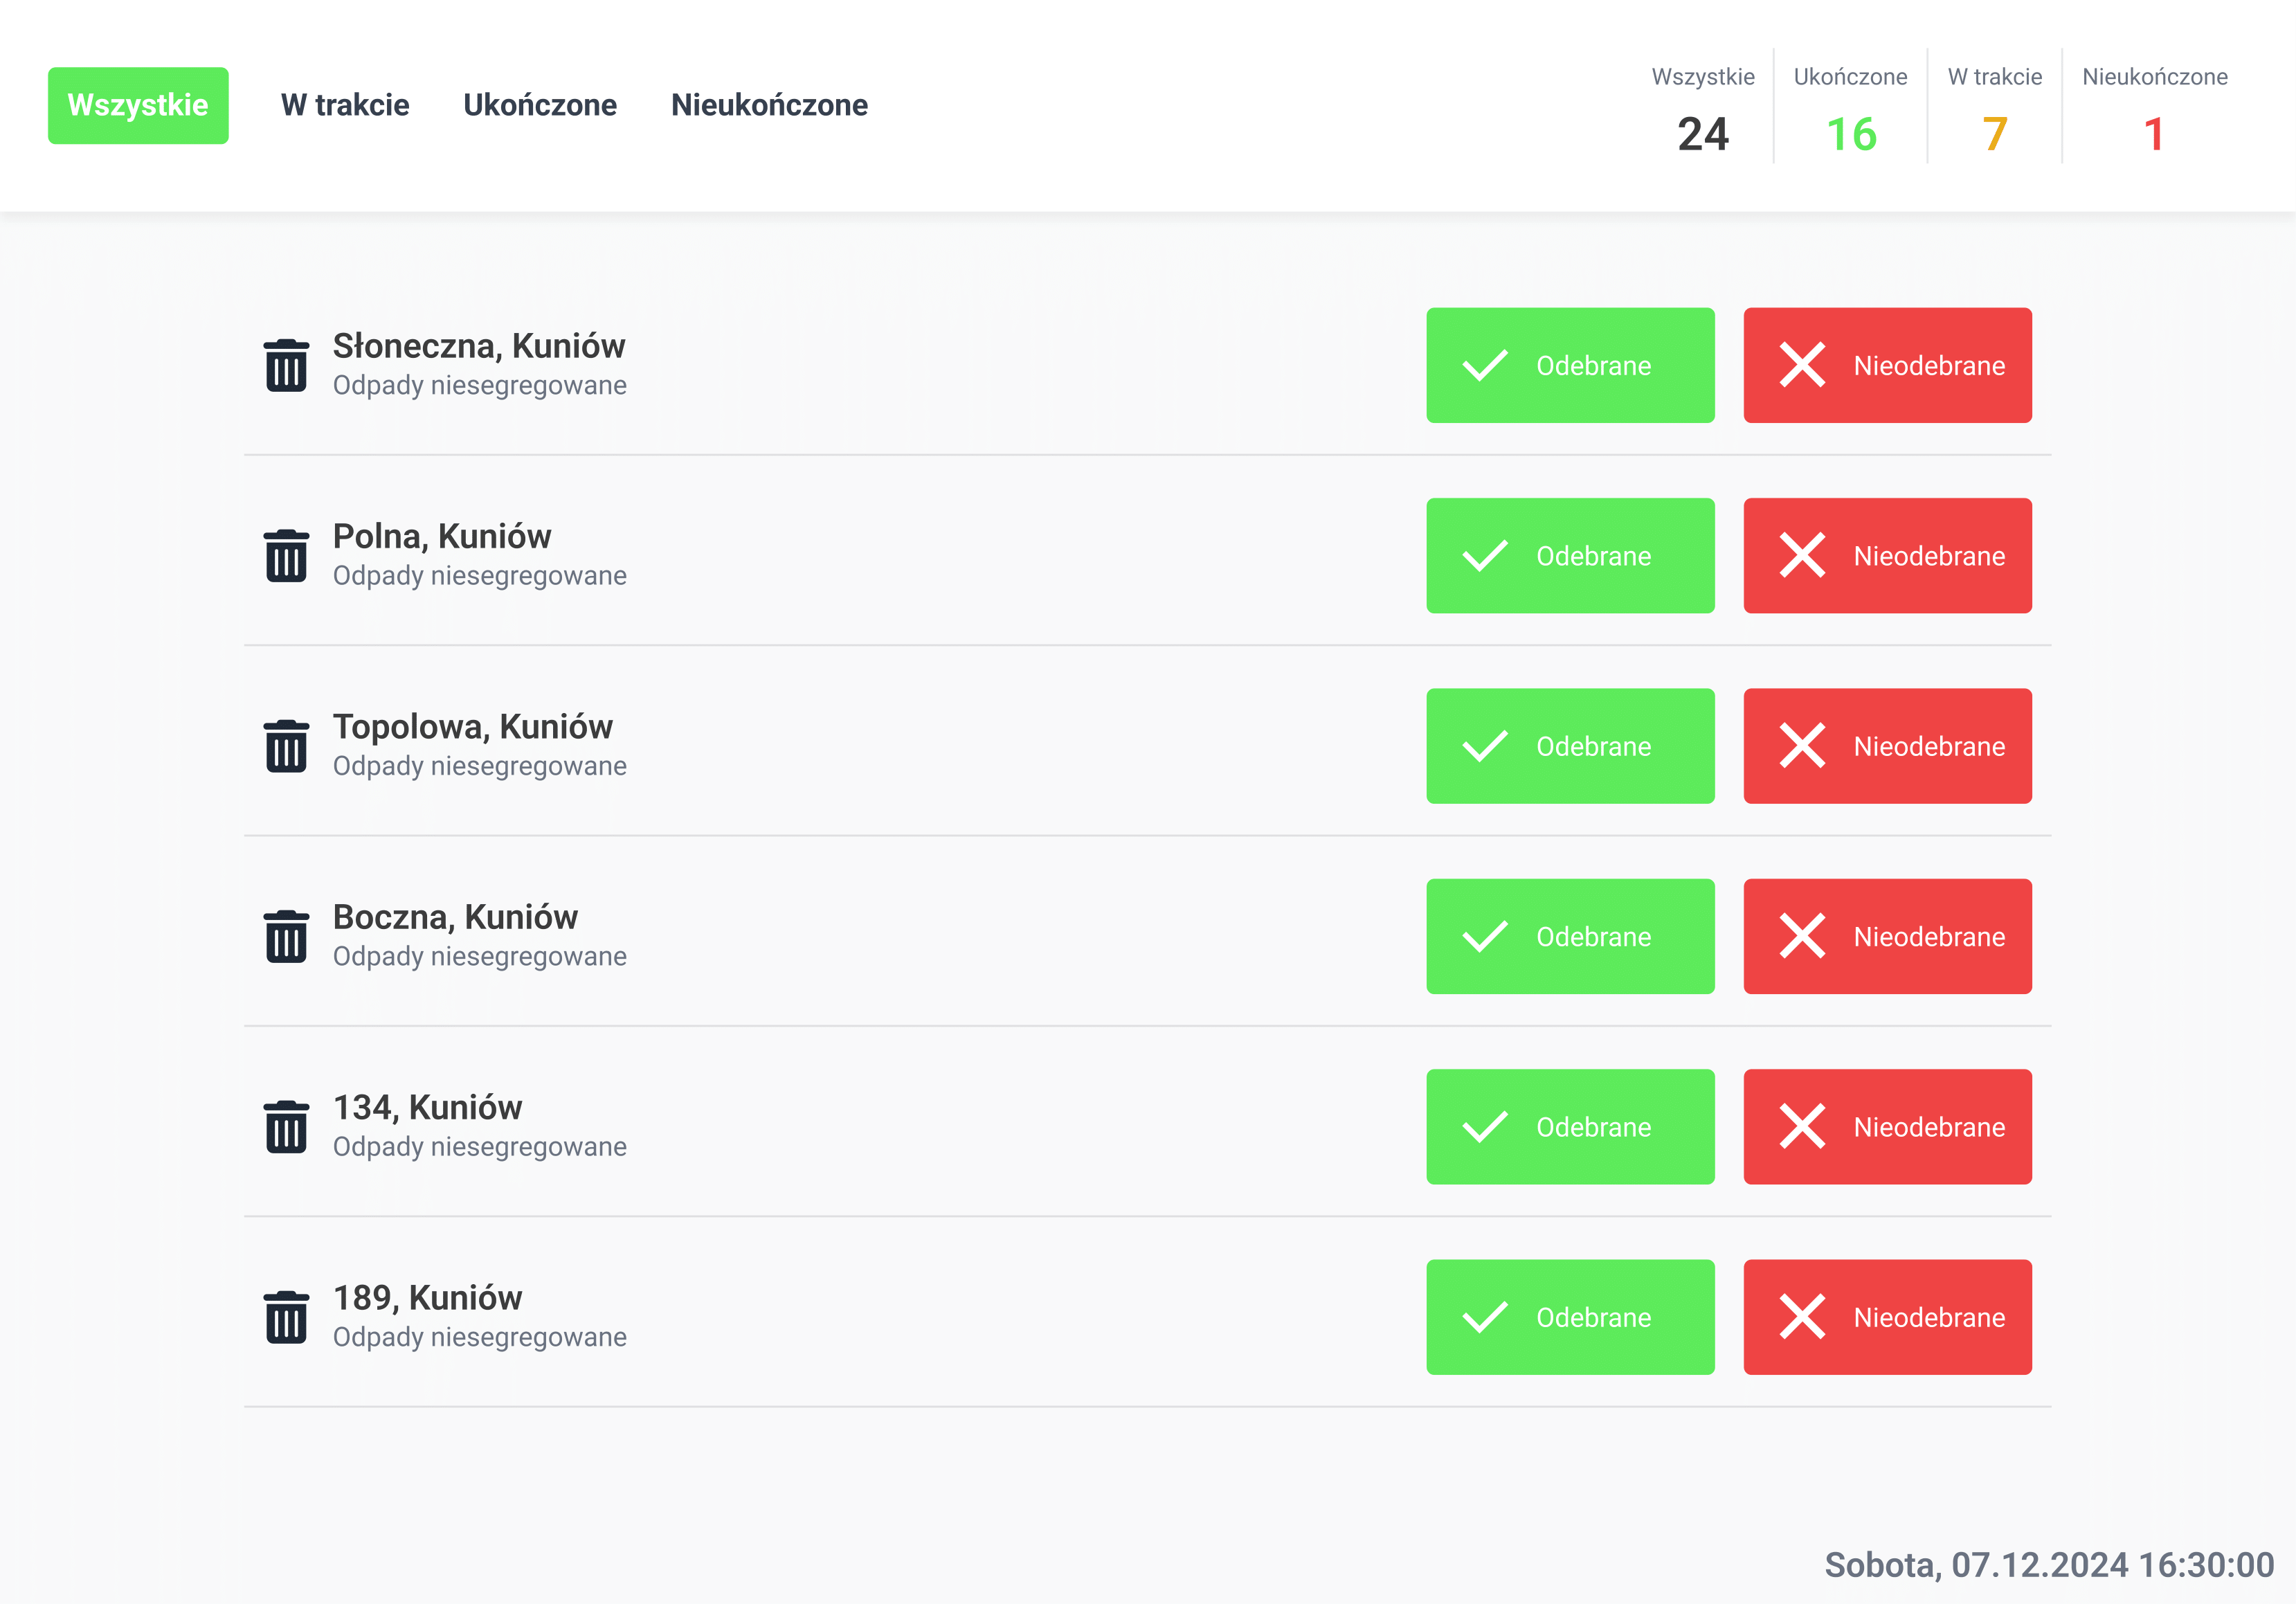 Wszystkie W trakcie Ukończone Nieukończone
Wszystkie Ukończone W trakcie Nieukończone
24 16 7 1
Słoneczna, Kuniów
Odpady niesegregowane
Odebrane Nieodebrane
Polna, Kuniów
Odpady niesegregowane
Odebrane Nieodebrane
Topolowa, Kuniów
Odpady niesegregowane
Odebrane Nieodebrane
Boczna, Kuniów
Odpady niesegregowane
Odebrane Nieodebrane
134, Kuniów
Odpady niesegregowane
Odebrane Nieodebrane
189, Kuniów
Odpady niesegregowane
Odebrane Nieodebrane
Sobota, 07.12.2024 16:30:00